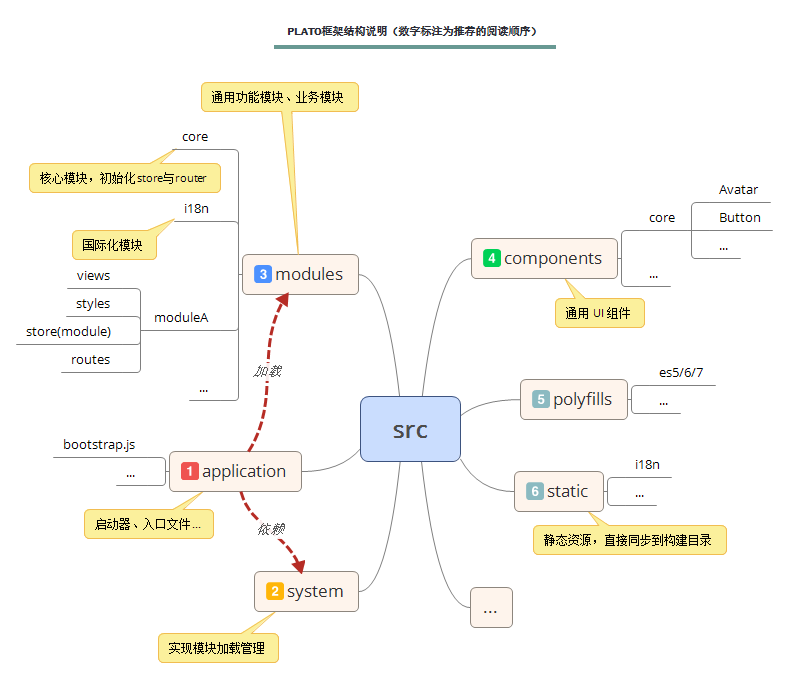 PLATO框架结构说明（数字标注为推荐的阅读顺序）
通用功能模块、业务模块
core
核心模块，初始化store与router
i18n
国际化模块
3 modules
views
styles
store(module)
routes
moduleA
...
加载
bootstrap.js
...
1 application
启动器、入口文件...
依赖
2 system
实现模块加载管理
src
4 components
通用 UI 组件
core
Avatar
Button
...
...
5 polyfills
es5/6/7
...
6 static
i18n
...
静态资源，直接同步到构建目录
...